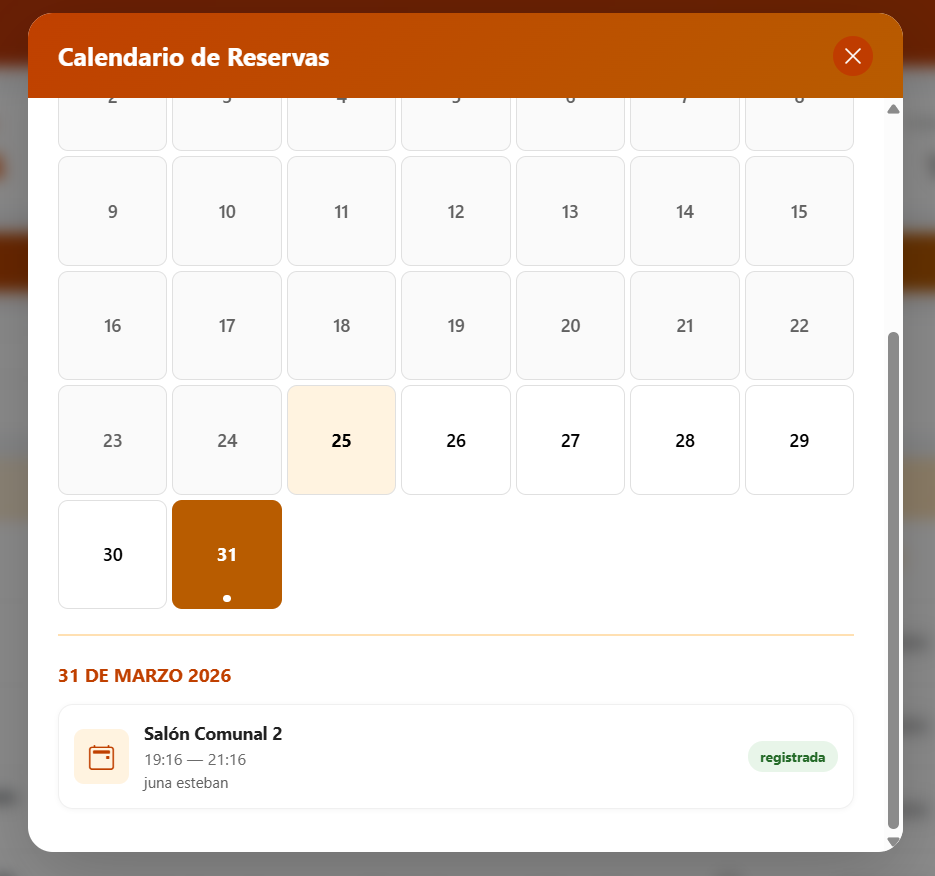 Calendario de Reservas
2 3 4 5 6 7 8
9 10 11 12 13 14 15
16 17 18 19 20 21 22
23 24 25 26 27 28 29
30 31
31 DE MARZO 2026
Salón Comunal 2
19:16 — 21:16
juna esteban
registrada